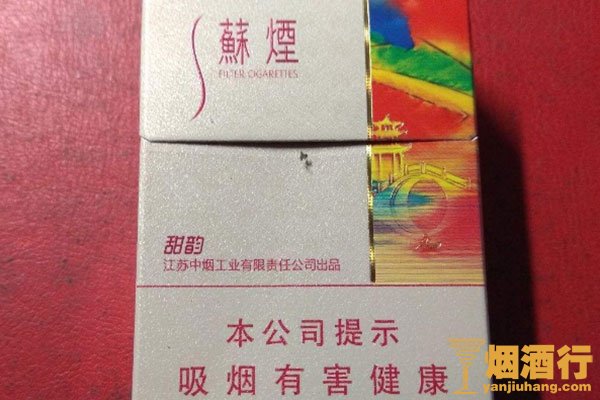 蘇煙
FILTER CIGARETTES
甜韵
江苏中烟工业有限责任公司出品
本公司提示
吸烟有害健康
烟酒行
yanjiuhang.com